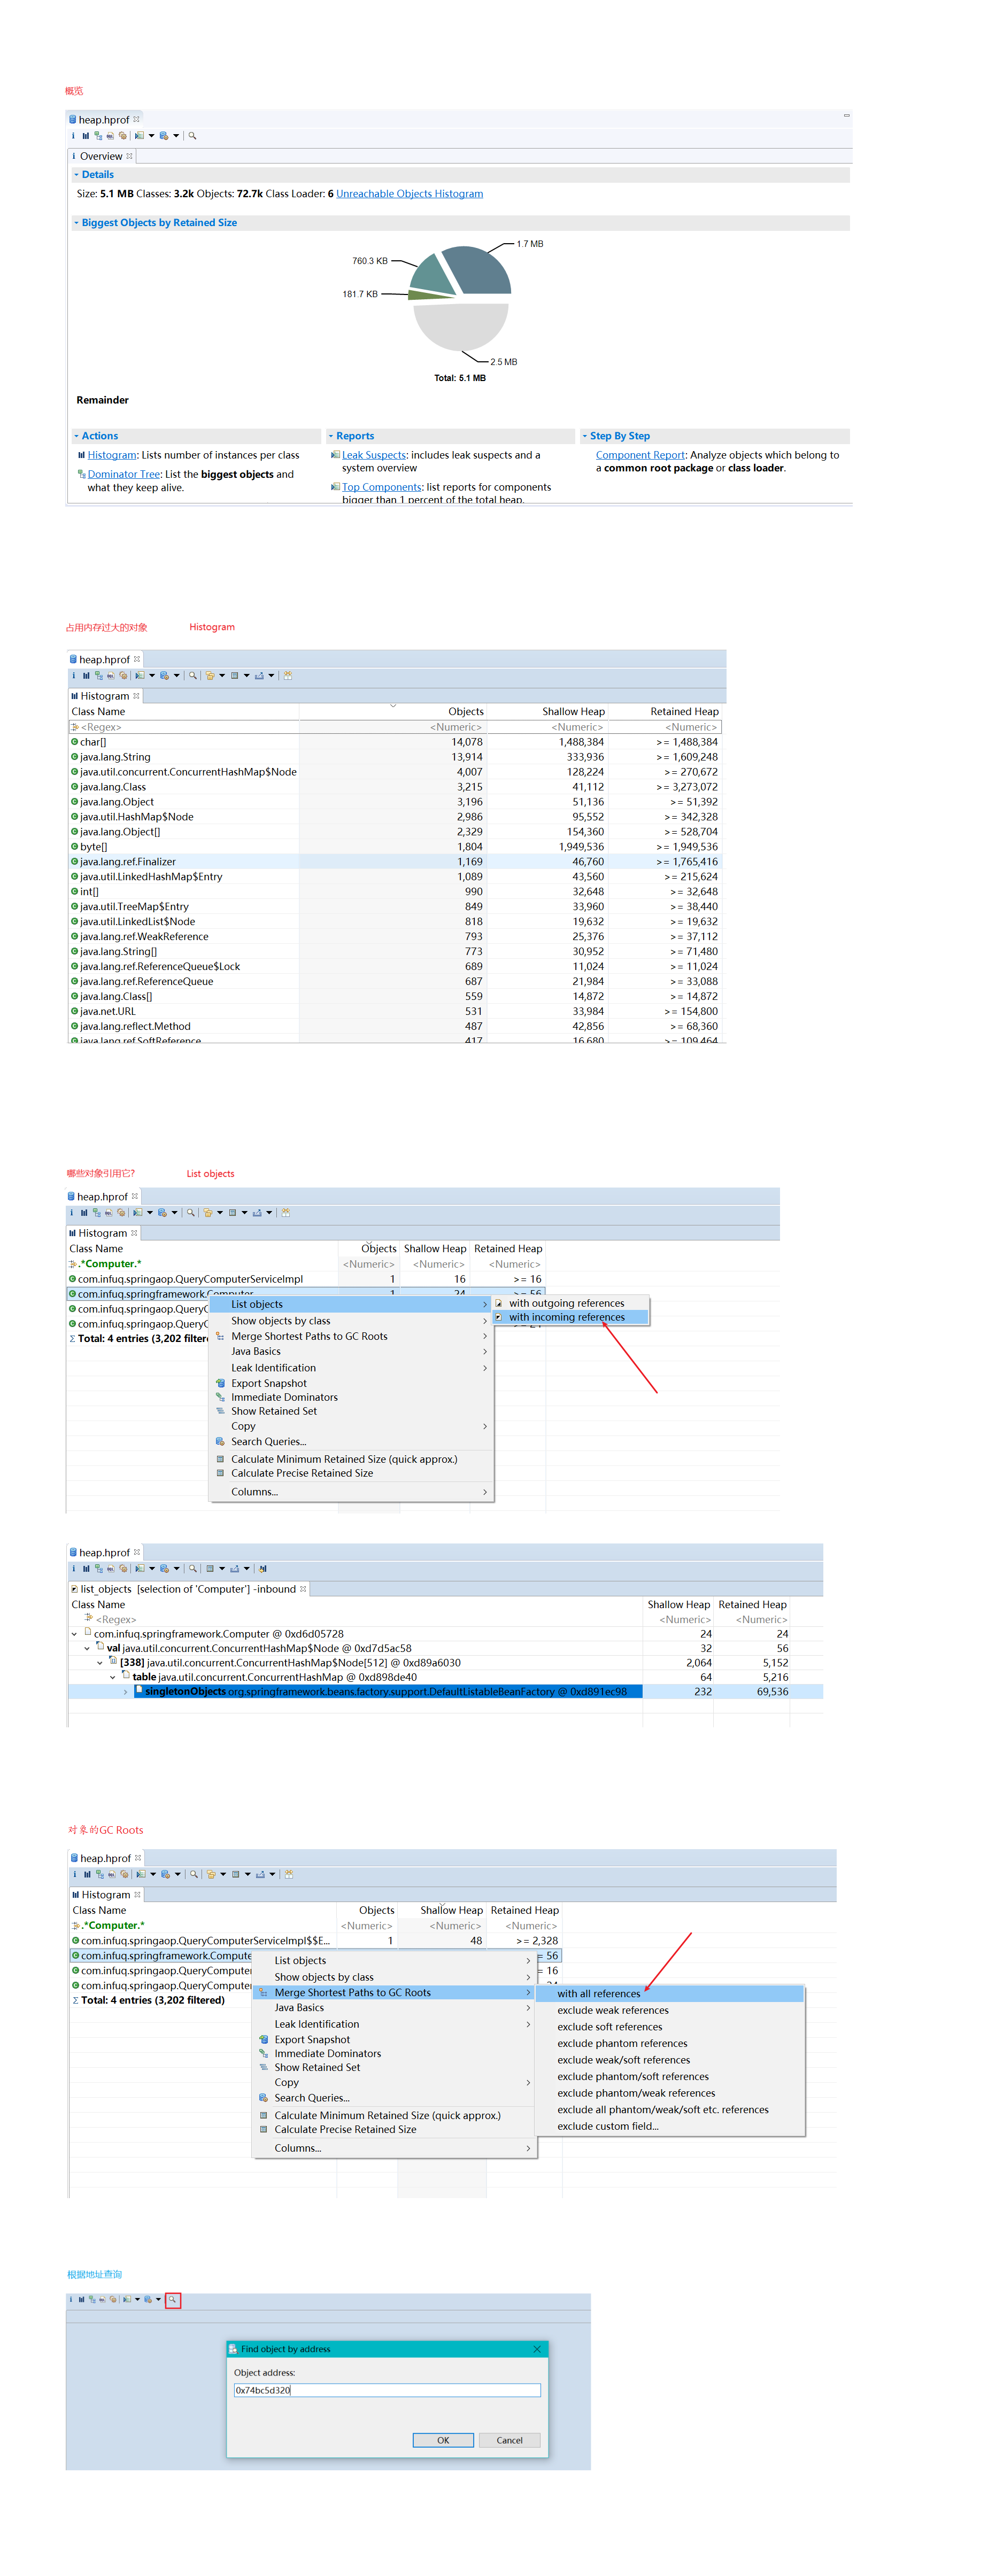 概览
heap.hprof
Overview
Details
Size: 5.1 MB Classes: 3.2k Objects: 72.7k Class Loader: 6 Unreachable Objects Histogram
Biggest Objects by Retained Size
1.7 MB
760.3 KB
181.7 KB
2.5 MB
Total: 5.1 MB
Remainder
Actions
Histogram: Lists number of instances per class
Dominator Tree: List the biggest objects and
what they keep alive.
Reports
Leak Suspects: includes leak suspects and a
system overview
Top Components: list reports for components
bigger than 1 percent of the total heap.
Step By Step
Component Report: Analyze objects which belong to
a common root package or class loader.
占用内存过大的对象 Histogram
heap.hprof
Histogram
Class Name Objects Shallow Heap Retained Heap
<Regex> <Numeric> <Numeric> <Numeric>
char[] 14,078 1,488,384 >= 1,488,384
java.lang.String 13,914 333,936 >= 1,609,248
java.util.concurrent.ConcurrentHashMap$Node 4,007 128,224 >= 270,672
java.lang.Class 3,215 41,112 >= 3,273,072
java.lang.Object 3,196 51,136 >= 51,392
java.util.HashMap$Node 2,986 95,552 >= 342,328
java.lang.Object[] 2,329 154,360 >= 528,704
byte[] 1,804 1,949,536 >= 1,949,536
java.lang.ref.Finalizer 1,169 46,760 >= 1,765,416
java.util.LinkedHashMap$Entry 1,089 43,560 >= 215,624
int[] 990 32,648 >= 32,648
java.util.TreeMap$Entry 849 33,960 >= 38,440
java.util.LinkedList$Node 818 19,632 >= 19,632
java.lang.ref.WeakReference 793 25,376 >= 37,112
java.lang.String[] 773 30,952 >= 71,480
java.lang.ref.ReferenceQueue$Lock 689 11,024 >= 11,024
java.lang.ref.ReferenceQueue 687 21,984 >= 33,088
java.lang.Class[] 559 14,872 >= 14,872
java.net.URL 531 33,984 >= 154,800
java.lang.reflect.Method 487 42,856 >= 68,360
java.lang.ref.SoftReference 417 16,680 >= 109,464
哪些对象引用它? List objects
heap.hprof
Histogram
Class Name Objects Shallow Heap Retained Heap
.*Computer.* <Numeric> <Numeric> <Numeric>
com.infuq.springaop.QueryComputerServiceImpl 1 16 >= 16
com.infuq.springframework.Computer 1 24 >= 56
com.infuq.springaop.QueryC
com.infuq.springaop.QueryC
Total: 4 entries (3,202 filter
List objects
Show objects by class
Merge Shortest Paths to GC Roots
Java Basics
Leak Identification
Export Snapshot
Immediate Dominators
Show Retained Set
Copy
Search Queries...
Calculate Minimum Retained Size (quick approx.)
Calculate Precise Retained Size
Columns...
with outgoing references
with incoming references
heap.hprof
list_objects [selection of 'Computer'] -inbound
Class Name Shallow Heap Retained Heap
<Regex> <Numeric> <Numeric>
com.infuq.springframework.Computer @ 0xd6d05728 24 24
val java.util.concurrent.ConcurrentHashMap$Node @ 0xd7d5ac58 32 56
[338] java.util.concurrent.ConcurrentHashMap$Node[512] @ 0xd89a6030 2,064 5,152
table java.util.concurrent.ConcurrentHashMap @ 0xd898de40 64 5,216
singletonObjects org.springframework.beans.factory.support.DefaultListableBeanFactory @ 0xd891ec98 232 69,536
对象的GC Roots
heap.hprof
Histogram
Class Name Objects Shallow Heap Retained Heap
.*Computer.* <Numeric> <Numeric> <Numeric>
com.infuq.springaop.QueryComputerServiceImpl$$E... 1 48 >= 2,328
com.infuq.springframework.Compute = 56
com.infuq.springaop.QueryComputer = 16
com.infuq.springaop.QueryComputer
Total: 4 entries (3,202 filtered)
List objects
Show objects by class
Merge Shortest Paths to GC Roots
Java Basics
Leak Identification
Export Snapshot
Immediate Dominators
Show Retained Set
Copy
Search Queries...
Calculate Minimum Retained Size (quick approx.)
Calculate Precise Retained Size
Columns...
with all references
exclude weak references
exclude soft references
exclude phantom references
exclude weak/soft references
exclude phantom/soft references
exclude phantom/weak references
exclude all phantom/weak/soft etc. references
exclude custom field...
根据地址查询
Find object by address
Object address:
0x74bc5d320
OK Cancel